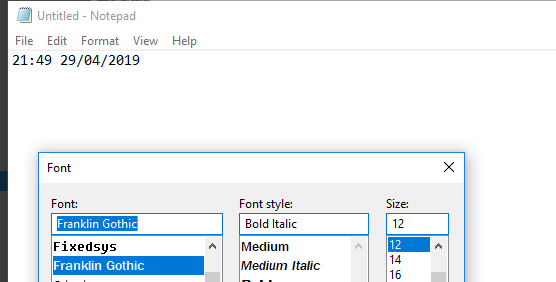 Untitled - Notepad
File Edit Format View Help
21:49 29/04/2019
Font
Font: Font style: Size:
Franklin Gothic Bold Italic 12
Fixedsys Medium 12
Franklin Gothic Medium Italic 14
16